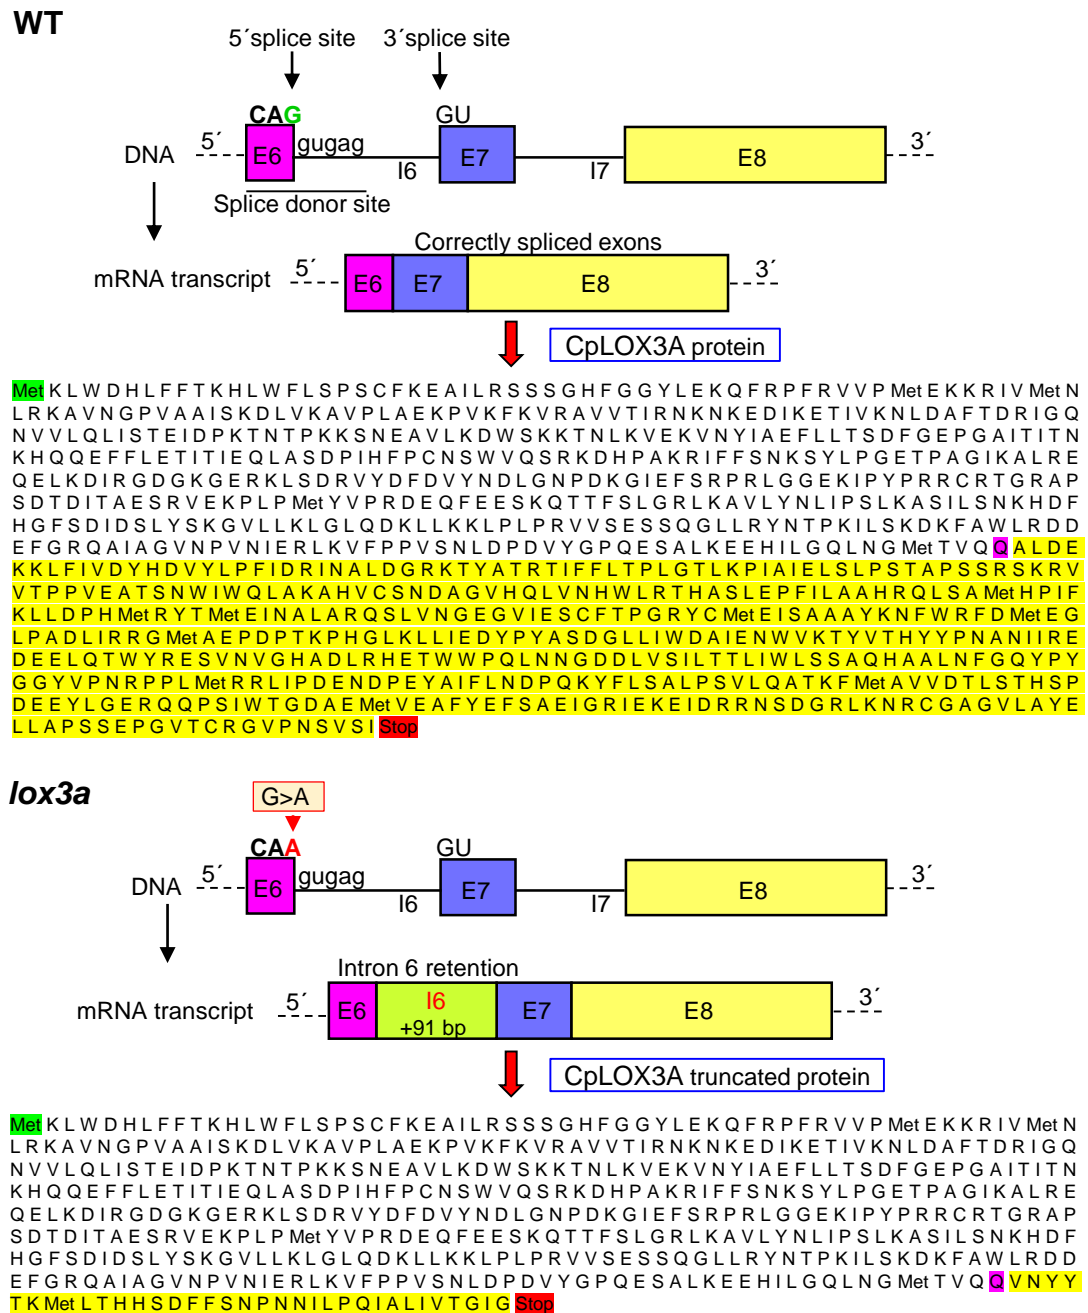 WT
5´splice site 3´splice site
CAG GU
DNA 5´ E6 gugag I6 E7 I7 E8 3´
Splice donor site
Correctly spliced exons
mRNA transcript 5´ E6 E7 E8 3´
CpLOX3A protein
Met K L W D H L F F T K H L W F L S P S C F K E A I L R S S S G H F G G Y L E K Q F R P F R V V P Met E K K R I V Met N
L R K A V N G P V A A I S K D L V K A V P L A E K P V K F K V R A V V T I R N K N K E D I K E T I V K N L D A F T D R I G Q
N V V L Q L I S T E I D P K T N T P K K S N E A V L K D W S K K T N L K V E K V N Y I A E F L L T S D F G E P G A I T I T N
K H Q Q E F F L E T I T I E Q L A S D P I H F P C N S W V Q S R K D H P A K R I F F S N K S Y L P G E T P A G I K A L R E
Q E L K D I R G D G K G E R K L S D R V Y D F D V Y N D L G N P D K G I E F S R P R L G G E K I P Y P R R C R T G R A P
S D T D I T A E S R V E K P L P Met Y V P R D E Q F E E S K Q T T F S L G R L K A V L Y N L I P S L K A S I L S N K H D F
H G F S D I D S L Y S K G V L L K L G L Q D K L L K K L P L P R V V S E S S Q G L L R Y N T P K I L S K D K F A W L R D D
E F G R Q A I A G V N P V N I E R L K V F P P V S N L D P D V Y G P Q E S A L K E E H I L G Q L N G Met T V Q Q A L D E
K K L F I V D Y H D V Y L P F I D R I N A L D G R K T Y A T R T I F F L T P L G T L K P I A I E L S L P S T A P S S R S K R V
V T P P V E A T S N W I W Q L A K A H V C S N D A G V H Q L V N H W L R T H A S L E P F I L A A H R Q L S A Met H P I F
K L L D P H Met R Y T Met E I N A L A R Q S L V N G E G V I E S C F T P G R Y C Met E I S A A A Y K N F W R F D Met E G
L P A D L I R R G Met A E P D P T K P H G L K L L I E D Y P Y A S D G L L I W D A I E N W V K T Y V T H Y Y P N A N I I R E
D E E L Q T W Y R E S V N V G H A D L R H E T W W P Q L N N G D D L V S I L T T L I W L S S A Q H A A L N F G Q Y P Y
G G Y V P N R P P L Met R R L I P D E N D P E Y A I F L N D P Q K Y F L S A L P S V L Q A T K F Met A V V D T L S T H S P
D E E Y L G E R Q Q P S I W T G D A E Met V E A F Y E F S A E I G R I E K E I D R R N S D G R L K N R C G A G V L A Y E
L L A P S S E P G V T C R G V P N S V S I Stop
lox3a G>A
CAA GU
DNA 5´ E6 gugag I6 E7 I7 E8 3´
Intron 6 retention
mRNA transcript 5´ E6 I6 E7 E8 3´
+91 bp
CpLOX3A truncated protein
Met K L W D H L F F T K H L W F L S P S C F K E A I L R S S S G H F G G Y L E K Q F R P F R V V P Met E K K R I V Met N
L R K A V N G P V A A I S K D L V K A V P L A E K P V K F K V R A V V T I R N K N K E D I K E T I V K N L D A F T D R I G Q
N V V L Q L I S T E I D P K T N T P K K S N E A V L K D W S K K T N L K V E K V N Y I A E F L L T S D F G E P G A I T I T N
K H Q Q E F F L E T I T I E Q L A S D P I H F P C N S W V Q S R K D H P A K R I F F S N K S Y L P G E T P A G I K A L R E
Q E L K D I R G D G K G E R K L S D R V Y D F D V Y N D L G N P D K G I E F S R P R L G G E K I P Y P R R C R T G R A P
S D T D I T A E S R V E K P L P Met Y V P R D E Q F E E S K Q T T F S L G R L K A V L Y N L I P S L K A S I L S N K H D F
H G F S D I D S L Y S K G V L L K L G L Q D K L L K K L P L P R V V S E S S Q G L L R Y N T P K I L S K D K F A W L R D D
E F G R Q A I A G V N P V N I E R L K V F P P V S N L D P D V Y G P Q E S A L K E E H I L G Q L N G Met T V Q Q V N Y Y
T K Met L T H H S D F F S N P N N I L P Q I A L I V T G I G Stop